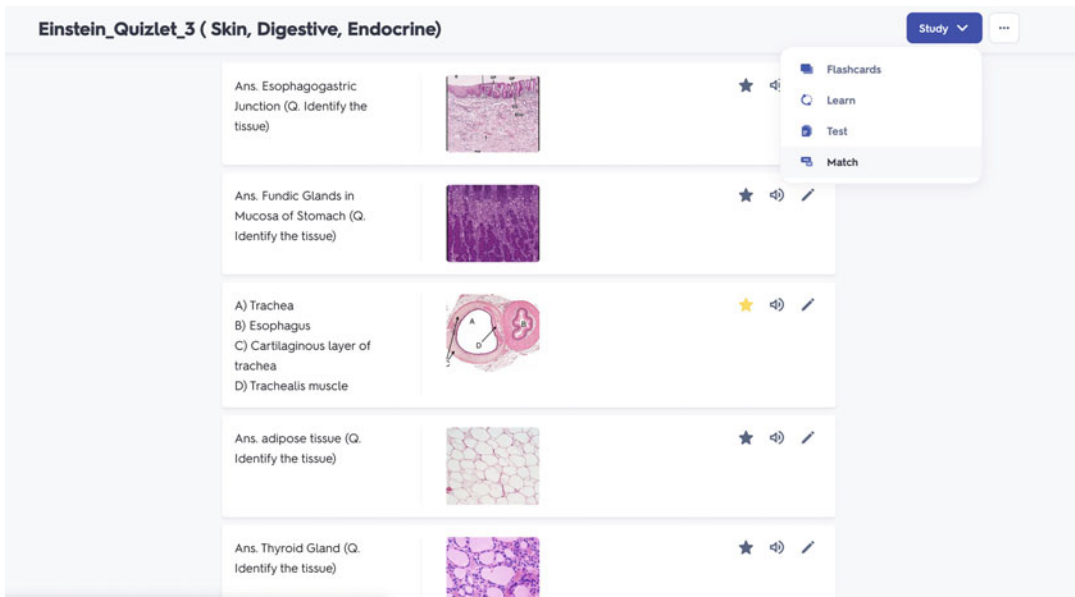 Einstein_Quizlet_3 ( Skin, Digestive, Endocrine)
Study
Flashcards
Learn
Test
Match
Ans. Esophagogastric
Junction (Q. Identify the
tissue)
Ans. Fundic Glands in
Mucosa of Stomach (Q.
Identify the tissue)
A) Trachea
B) Esophagus
C) Cartilaginous layer of
trachea
D) Trachealis muscle
A
B
D
Ans. adipose tissue (Q.
Identify the tissue)
Ans. Thyroid Gland (Q.
Identify the tissue)